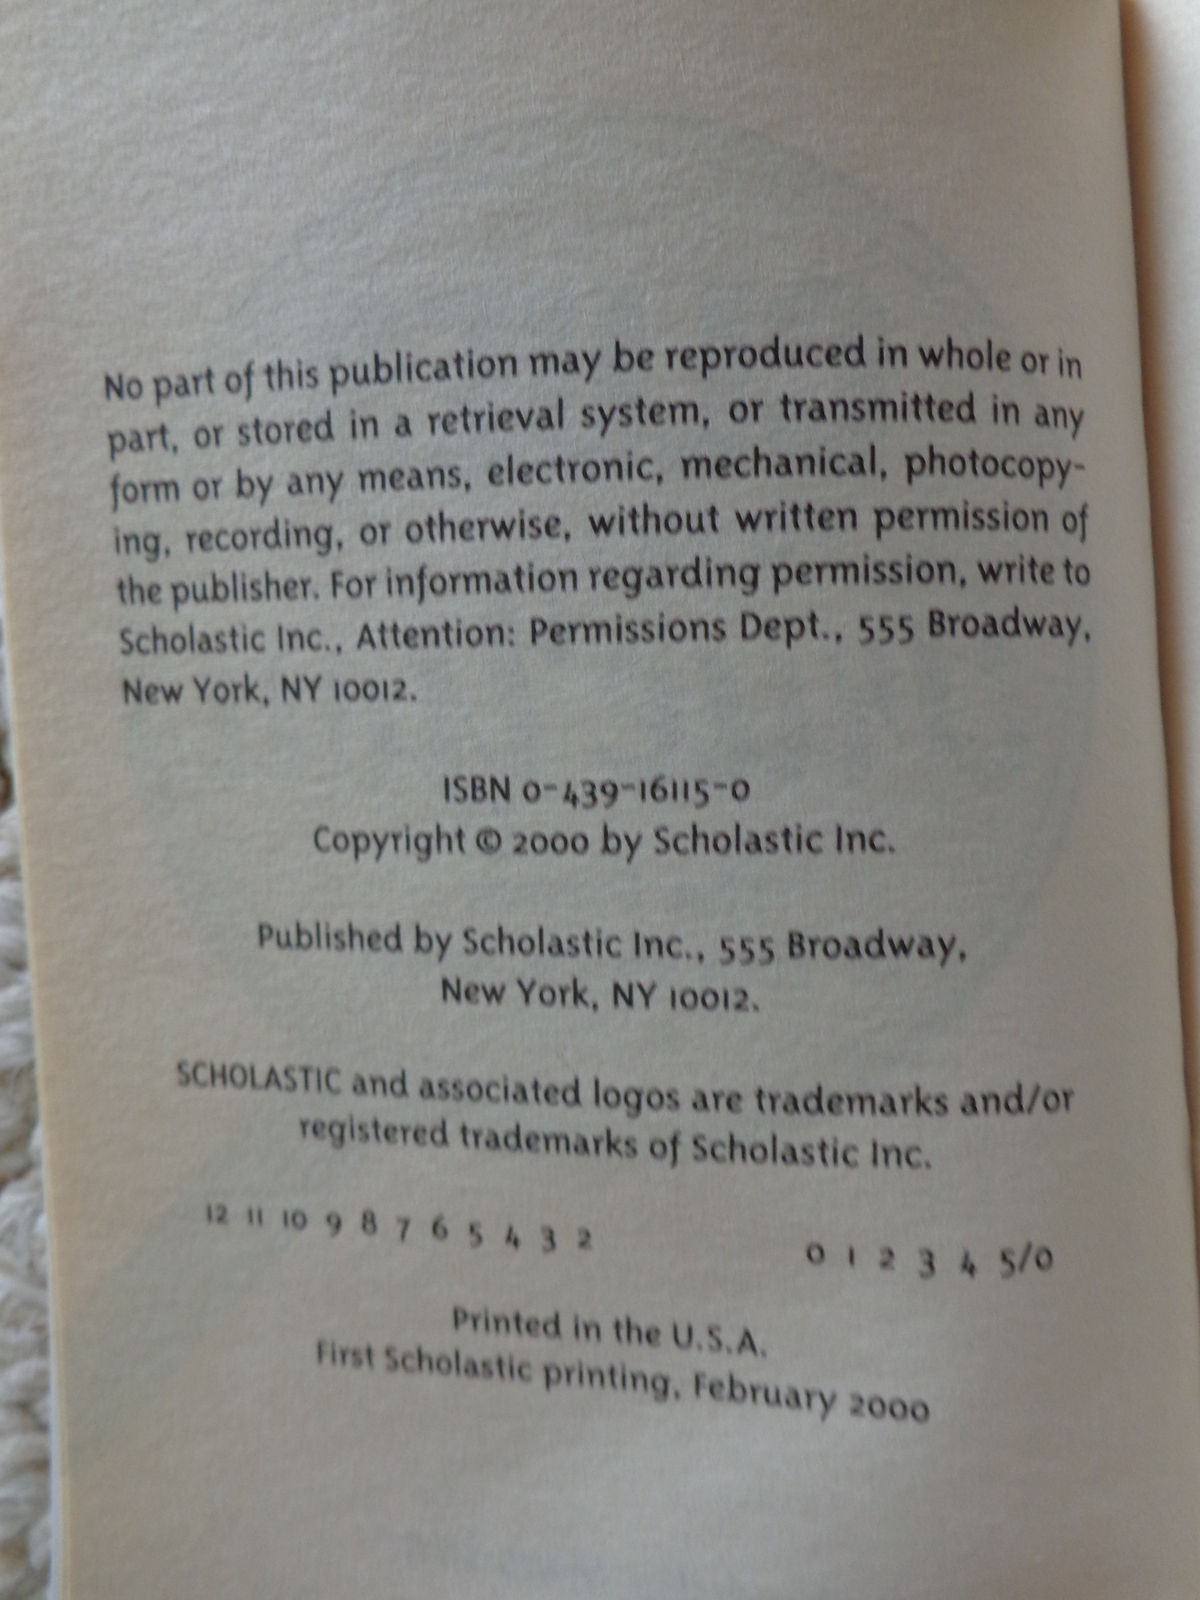 No part of this publication may be reproduced in whole or in
part, or stored in a retrieval system, or transmitted in any
form or by any means, electronic, mechanical, photocopy-
ing, recording, or otherwise, without written permission of
the publisher. For information regarding permission, write to
Scholastic Inc., Attention: Permissions Dept., 555 Broadway,
New York, NY 10012.
ISBN 0-439-16115-0
Copyright © 2000 by Scholastic Inc.
Published by Scholastic Inc., 555 Broadway,
New York, NY 10012.
SCHOLASTIC and associated logos are trademarks and/or
registered trademarks of Scholastic Inc.
12 11 10 9 8 7 6 5 4 3 2 0 1 2 3 4 5/0
Printed in the U.S.A.
First Scholastic printing, February 2000